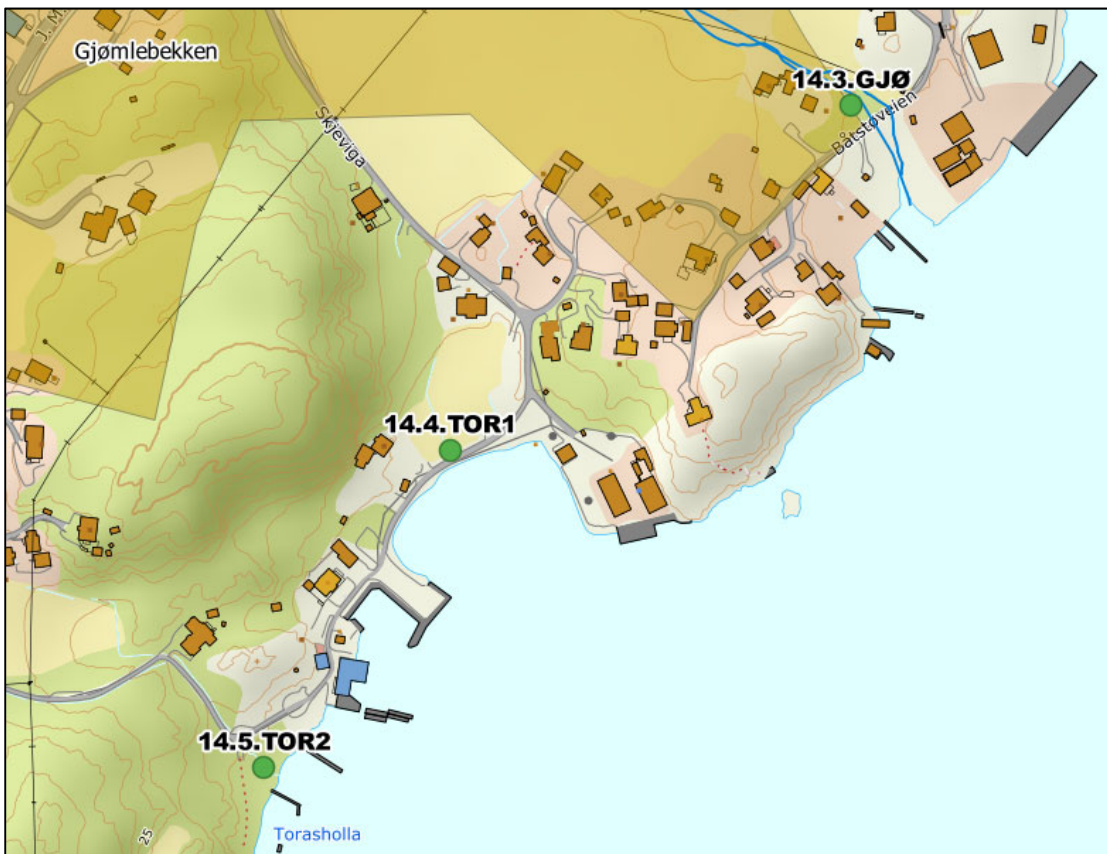 J. M.
Gjømlebekken
14.3.GJØ
Skjeviga
Båtstøveien
14.4.TOR1
14.5.TOR2
25
Torasholla